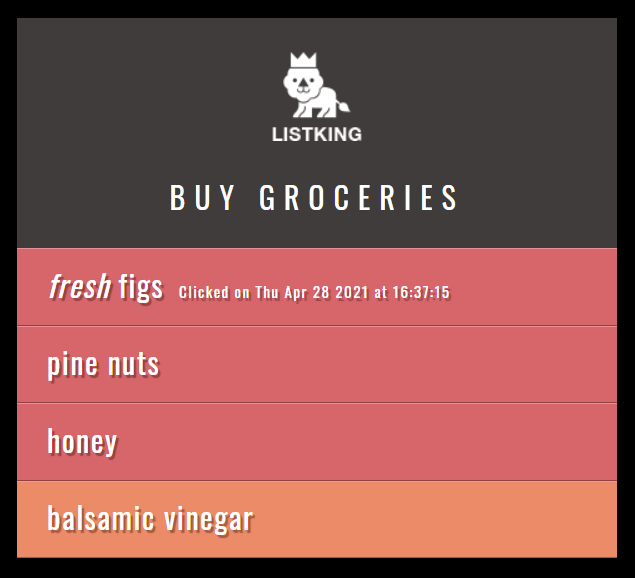 LISTKING
BUY GROCERIES
fresh figs Clicked on Thu Apr 28 2021 at 16:37:15
pine nuts
honey
balsamic vinegar